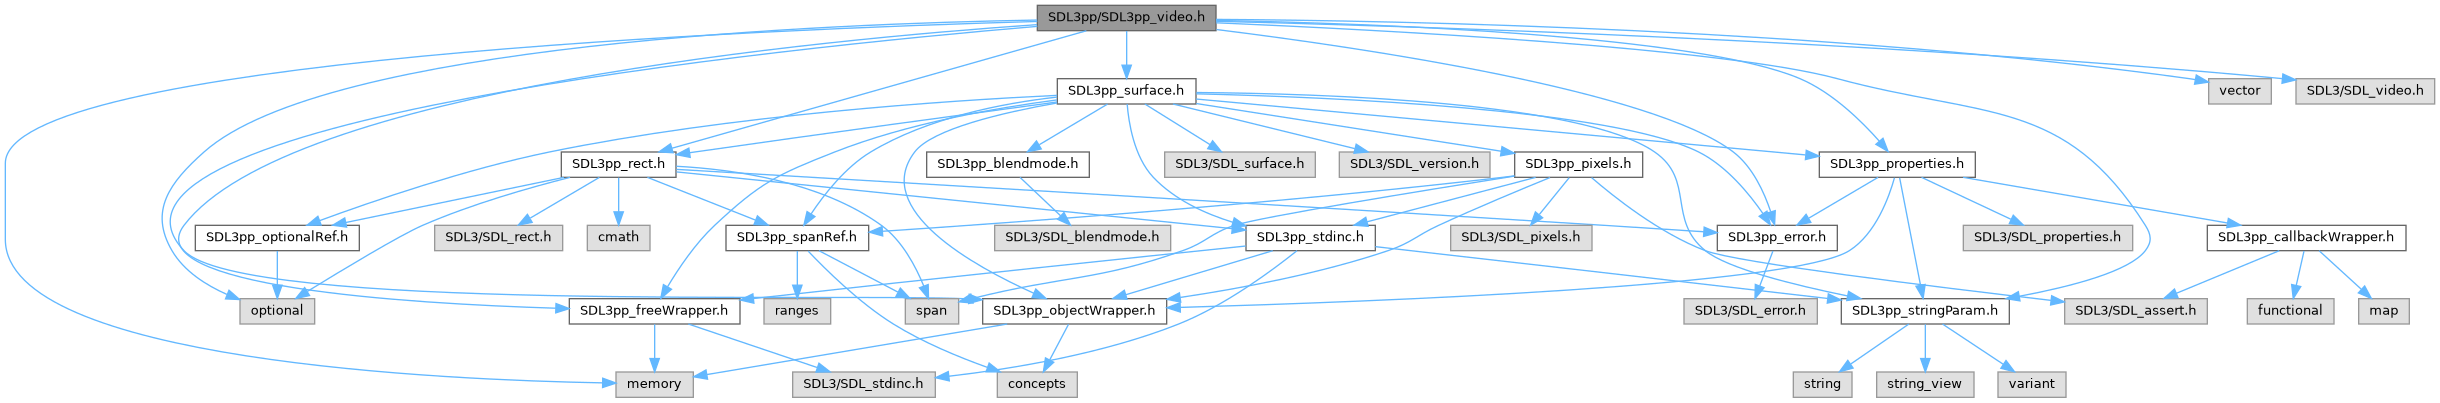 SDL3pp/SDL3pp_video.h
SDL3pp_surface.h
vector
SDL3/SDL_video.h
SDL3pp_rect.h
SDL3pp_blendmode.h
SDL3/SDL_surface.h
SDL3/SDL_version.h
SDL3pp_pixels.h
SDL3pp_properties.h
SDL3pp_optionalRef.h
SDL3/SDL_rect.h
cmath
SDL3pp_spanRef.h
SDL3/SDL_blendmode.h
SDL3pp_stdinc.h
SDL3/SDL_pixels.h
SDL3pp_error.h
SDL3/SDL_properties.h
SDL3pp_callbackWrapper.h
optional
SDL3pp_freeWrapper.h
ranges
span
SDL3pp_objectWrapper.h
SDL3/SDL_error.h
SDL3pp_stringParam.h
SDL3/SDL_assert.h
functional
map
memory
SDL3/SDL_stdinc.h
concepts
string
string_view
variant